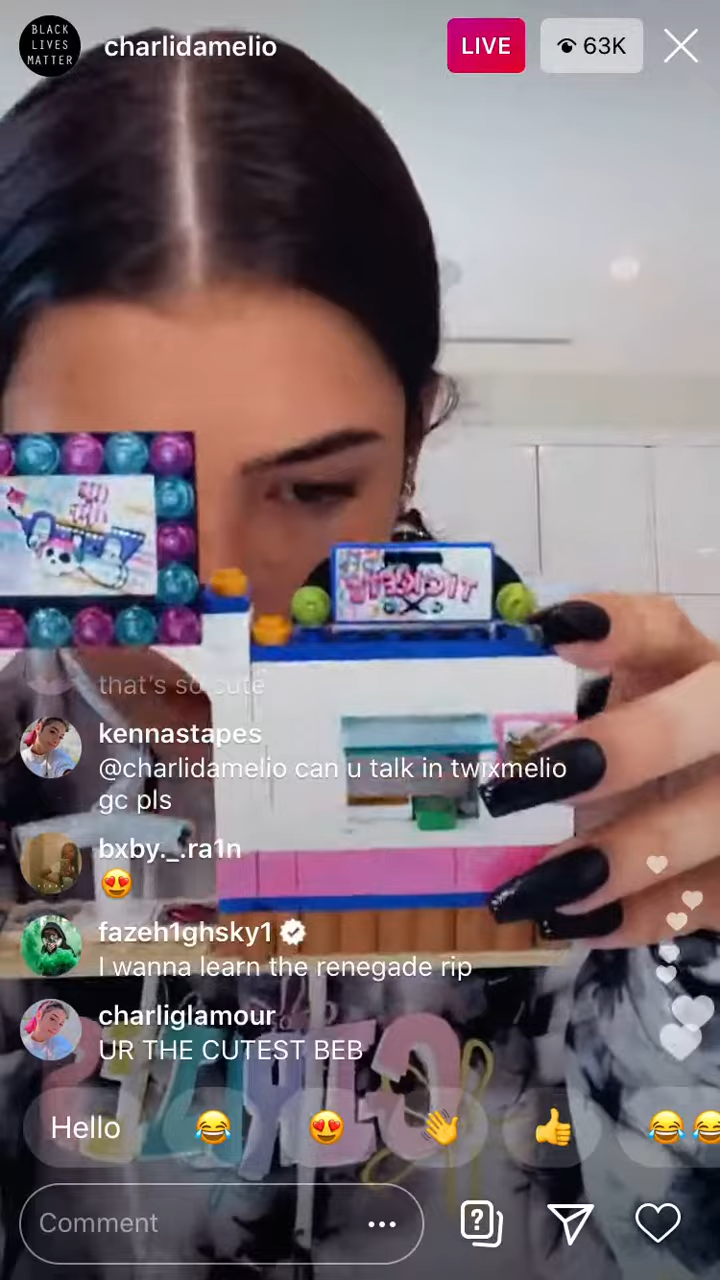 BLACK
LIVES
MATTER
charlidamelio
LIVE
63K
TICKETS
that's so cute
kennastapes
@charlidamelio can u talk in twixmelio
gc pls
bxby._.ra1n
😍
fazeh1ghsky1
I wanna learn the renegade rip
charliglamour
UR THE CUTEST BEB
Hello 😂 😍 👋 👍 😂😂
Comment